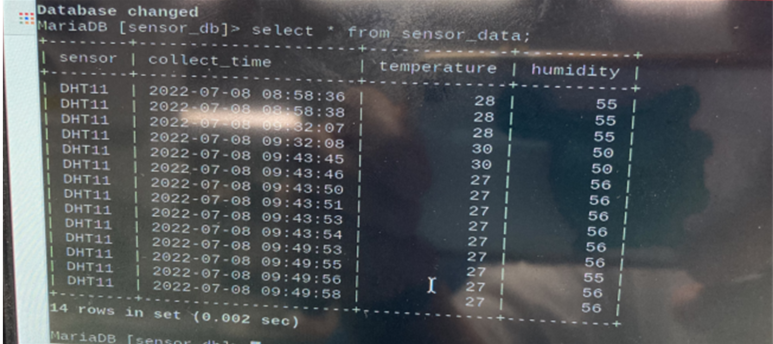 Database changed
MariaDB [sensor_db]> select * from sensor_data;
+--------+---------------------+-------------+----------+
| sensor | collect_time | temperature | humidity |
+--------+---------------------+-------------+----------+
| DHT11 | 2022-07-08 08:58:36 | 28 | 55 |
| DHT11 | 2022-07-08 08:58:38 | 28 | 55 |
| DHT11 | 2022-07-08 09:32:07 | 28 | 55 |
| DHT11 | 2022-07-08 09:32:08 | 30 | 50 |
| DHT11 | 2022-07-08 09:43:45 | 30 | 50 |
| DHT11 | 2022-07-08 09:43:46 | 27 | 56 |
| DHT11 | 2022-07-08 09:43:50 | 27 | 56 |
| DHT11 | 2022-07-08 09:43:51 | 27 | 56 |
| DHT11 | 2022-07-08 09:43:53 | 27 | 56 |
| DHT11 | 2022-07-08 09:43:54 | 27 | 56 |
| DHT11 | 2022-07-08 09:49:53 | 27 | 56 |
| DHT11 | 2022-07-08 09:49:55 | 27 | 55 |
| DHT11 | 2022-07-08 09:49:56 | 27 | 56 |
| DHT11 | 2022-07-08 09:49:58 | 27 | 56 |
+--------+---------------------+-------------+----------+
14 rows in set (0.002 sec)
MariaDB [sensor_db]>